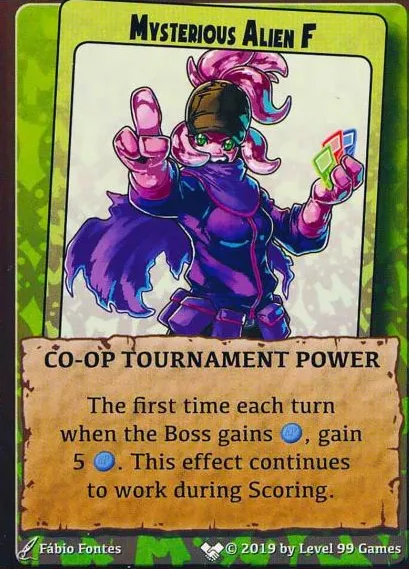 Mysterious Alien F
CO-OP TOURNAMENT POWER
The first time each turn
when the Boss gains , gain
5 . This effect continues
to work during Scoring.
Fábio Fontes
© 2019 by Level 99 Games